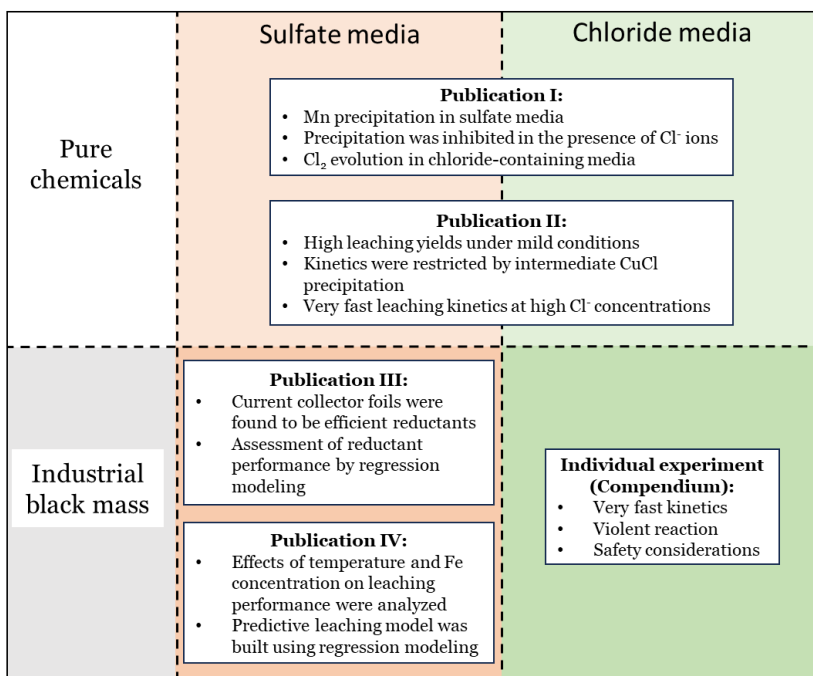 Sulfate media
Chloride media
Pure
chemicals
Publication I:
• Mn precipitation in sulfate media
• Precipitation was inhibited in the presence of Cl⁻ ions
• Cl₂ evolution in chloride-containing media
Publication II:
• High leaching yields under mild conditions
• Kinetics were restricted by intermediate CuCl
precipitation
• Very fast leaching kinetics at high Cl⁻ concentrations
Industrial
black mass
Publication III:
• Current collector foils were
found to be efficient reductants
• Assessment of reductant
performance by regression
modeling
Publication IV:
• Effects of temperature and Fe
concentration on leaching
performance were analyzed
• Predictive leaching model was
built using regression modeling
Individual experiment
(Compendium):
• Very fast kinetics
• Violent reaction
• Safety considerations